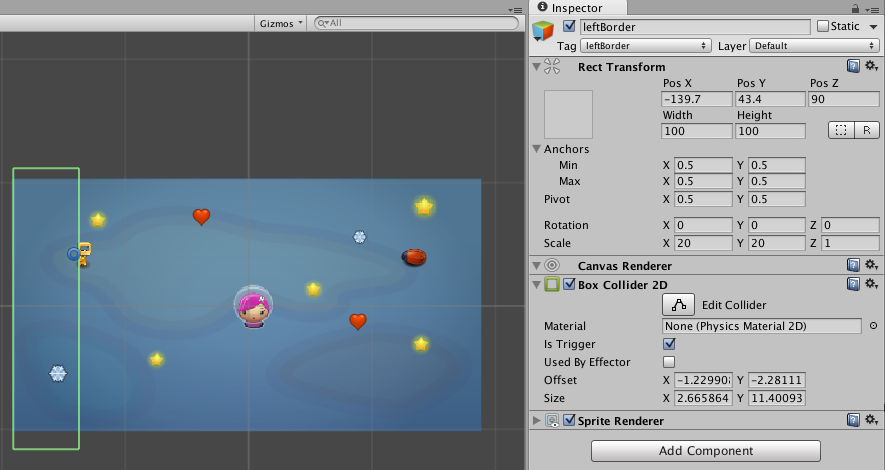 Inspector
Gizmos All
leftBorder Static
Tag leftBorder Layer Default
Rect Transform
Pos X Pos Y Pos Z
-139.7 43.4 90
Width Height
100 100 R
Anchors
Min X 0.5 Y 0.5
Max X 0.5 Y 0.5
Pivot X 0.5 Y 0.5
Rotation X 0 Y 0 Z 0
Scale X 20 Y 20 Z 1
Canvas Renderer
Box Collider 2D
Edit Collider
Material None (Physics Material 2D)
Is Trigger
Used By Effector
Offset X Y -2.28111
Size X 2.665864 Y 11.40093
Sprite Renderer
Add Component